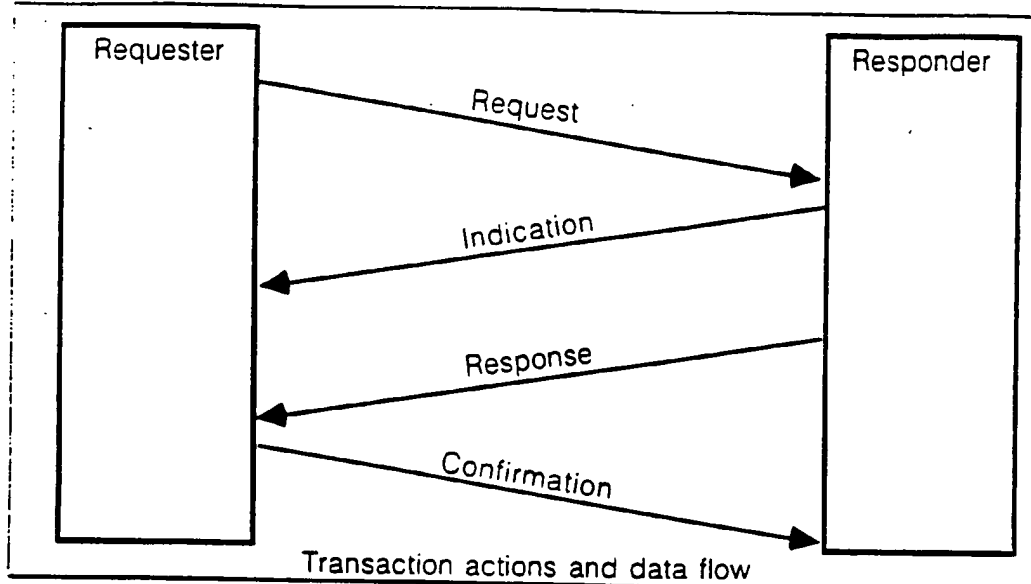 Requester
Responder
Request
Indication
Response
Confirmation
Transaction actions and data flow